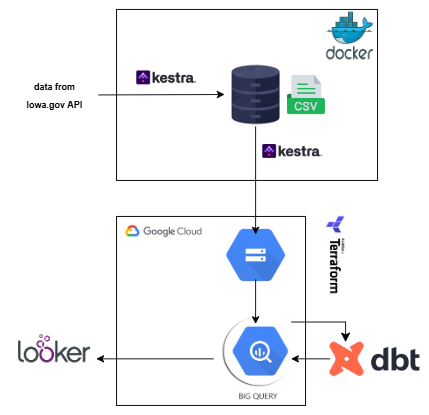 docker
data from
Iowa.gov API
kestra.
CSV
kestra.
Google Cloud
HashiCorp
Terraform
looker
BIG QUERY
dbt